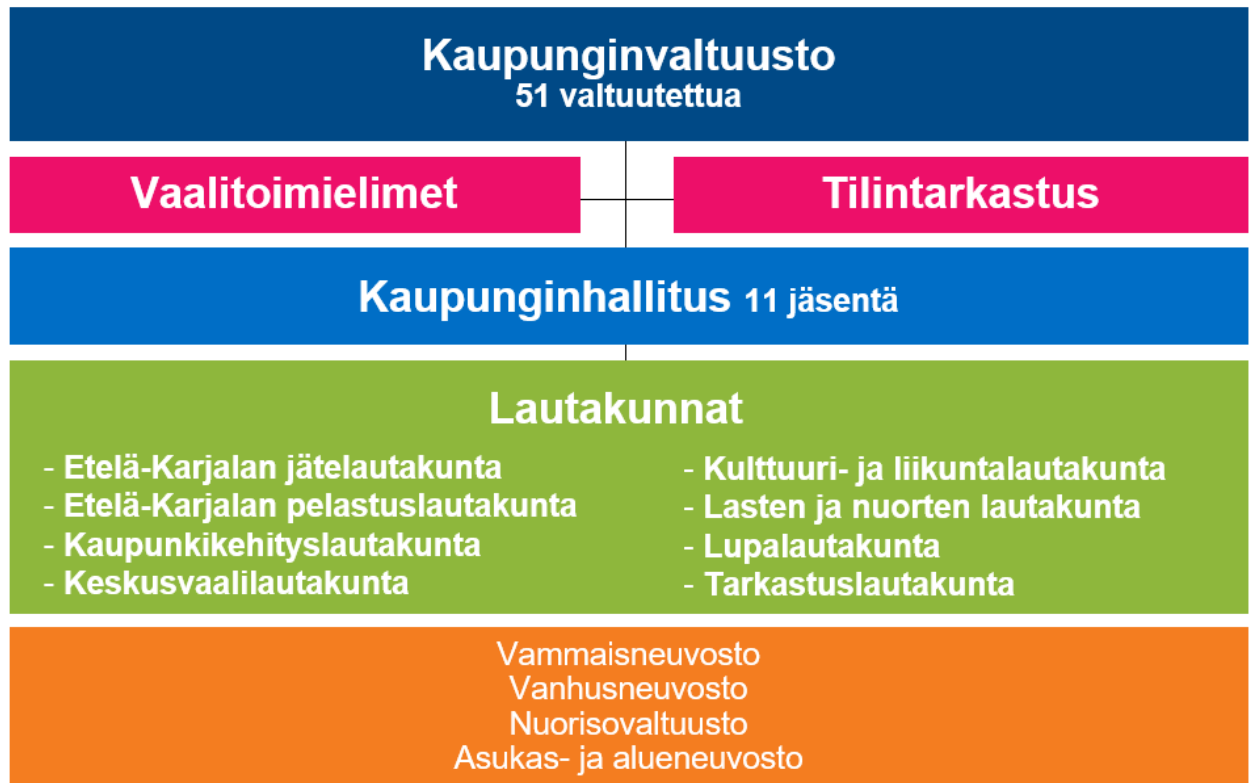 Kaupunginvaltuusto
51 valtuutettua
Vaalitoimielimet
Tilintarkastus
Kaupunginhallitus 11 jäsentä
Lautakunnat
- Etelä-Karjalan jätelautakunta
- Etelä-Karjalan pelastuslautakunta
- Kaupunkikehityslautakunta
- Keskusvaalilautakunta
- Kulttuuri- ja liikuntalautakunta
- Lasten ja nuorten lautakunta
- Lupalautakunta
- Tarkastuslautakunta
Vammaisneuvosto
Vanhusneuvosto
Nuorisovaltuusto
Asukas- ja alueneuvosto